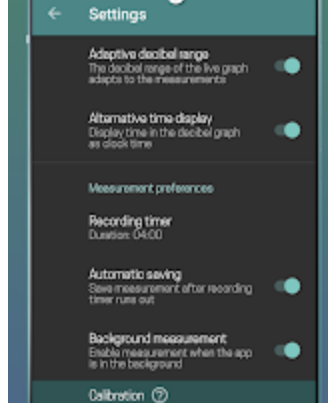 Settings
Adaptive decibel range
The decibel range of the live graph
adapts to the measurements
Alternative time display
Display time in the decibel graph
as clock time
Measurement preferences
Recording timer
Duration: 04:00
Automatic saving
Save measurement after recording
timer runs out
Background measurement
Enable measurement when the app
is in the background
Calibration